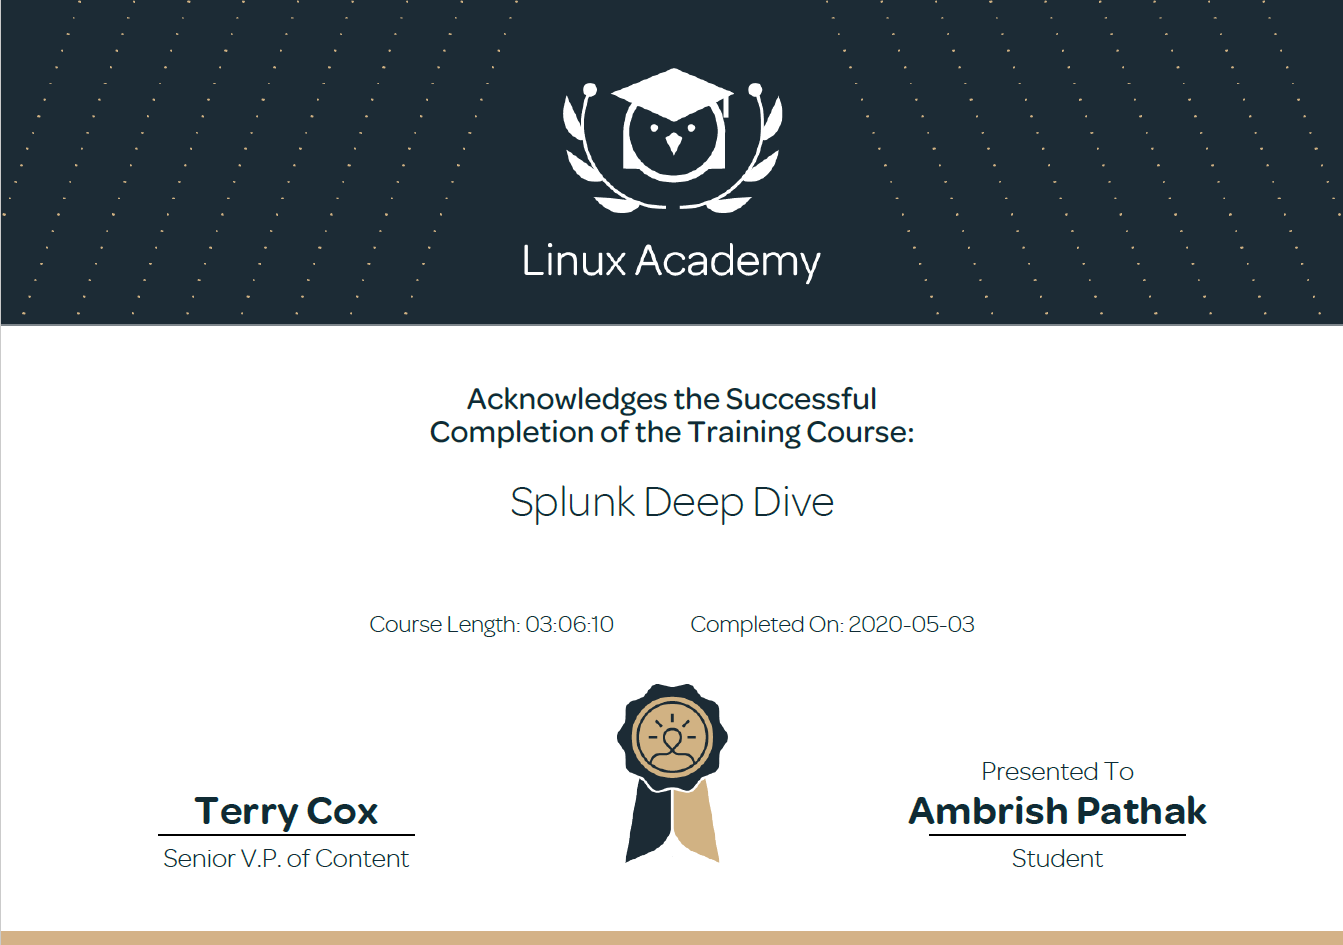 Linux Academy
Acknowledges the Successful
Completion of the Training Course:
Splunk Deep Dive
Course Length: 03:06:10
Completed On: 2020-05-03
Terry Cox
Senior V.P. of Content
Presented To
Ambrish Pathak
Student